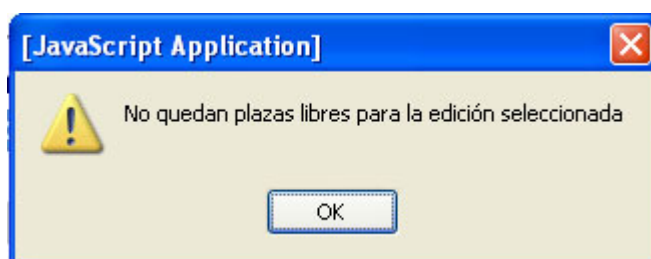 [JavaScript Application]
No quedan plazas libres para la edición seleccionada
OK